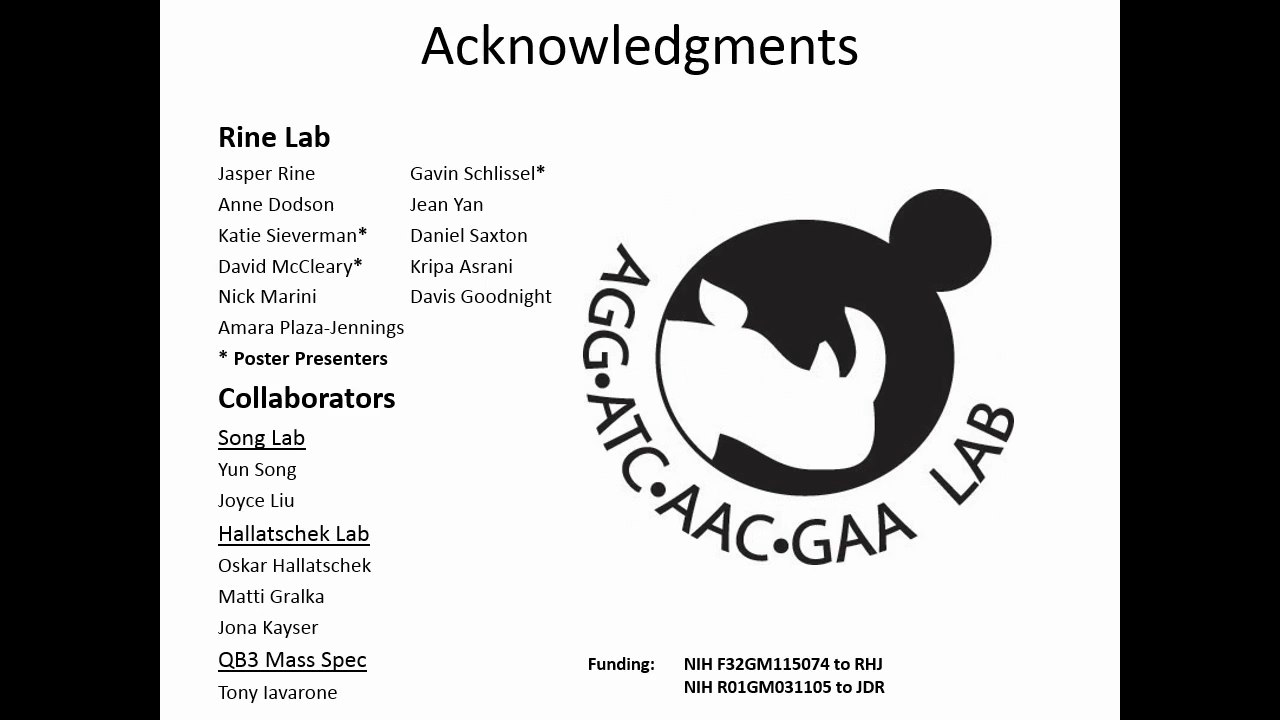 Acknowledgments
Rine Lab
Jasper Rine
Anne Dodson
Katie Sieverman*
David McCleary*
Nick Marini
Amara Plaza-Jennings
* Poster Presenters
Gavin Schlissel*
Jean Yan
Daniel Saxton
Kripa Asrani
Davis Goodnight
Collaborators
Song Lab
Yun Song
Joyce Liu
Hallatschek Lab
Oskar Hallatschek
Matti Gralka
Jona Kayser
QB3 Mass Spec
Tony Iavarone
AGG•ATC•AAC•GAA LAB
Funding: NIH F32GM115074 to RHJ
NIH R01GM031105 to JDR